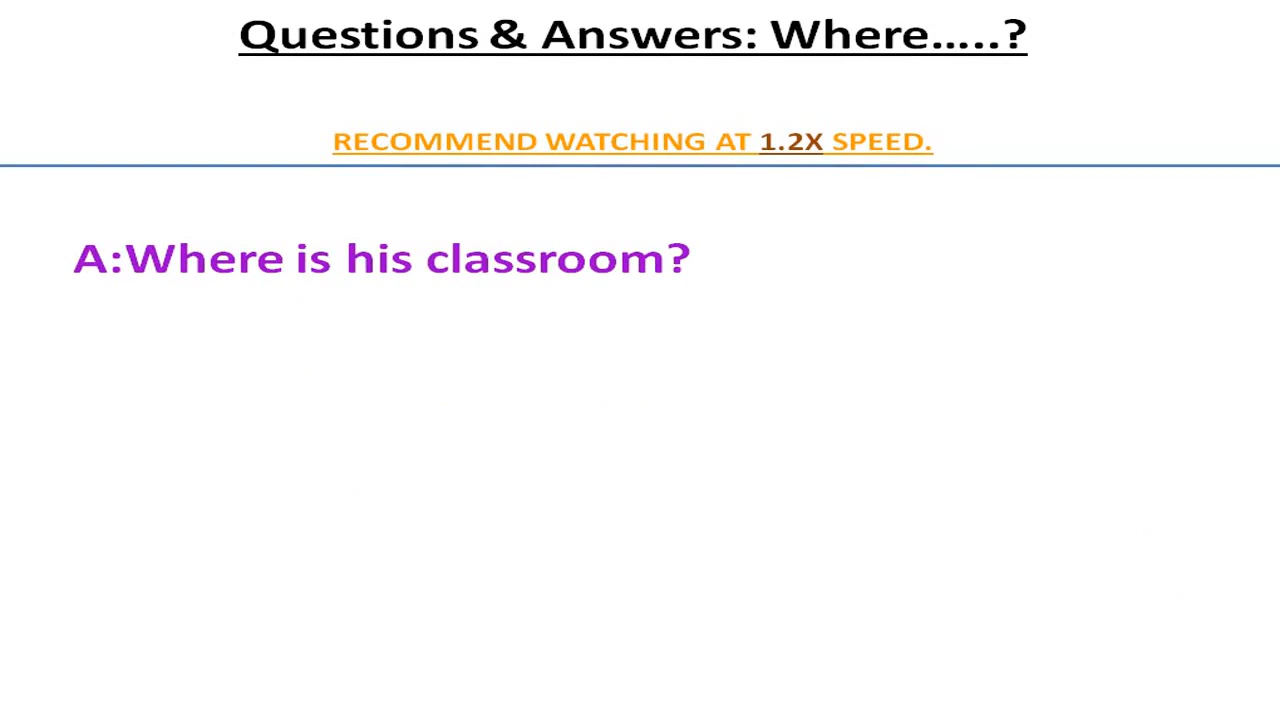 Questions & Answers: Where…..?
RECOMMEND WATCHING AT 1.2X SPEED.
A:Where is his classroom?